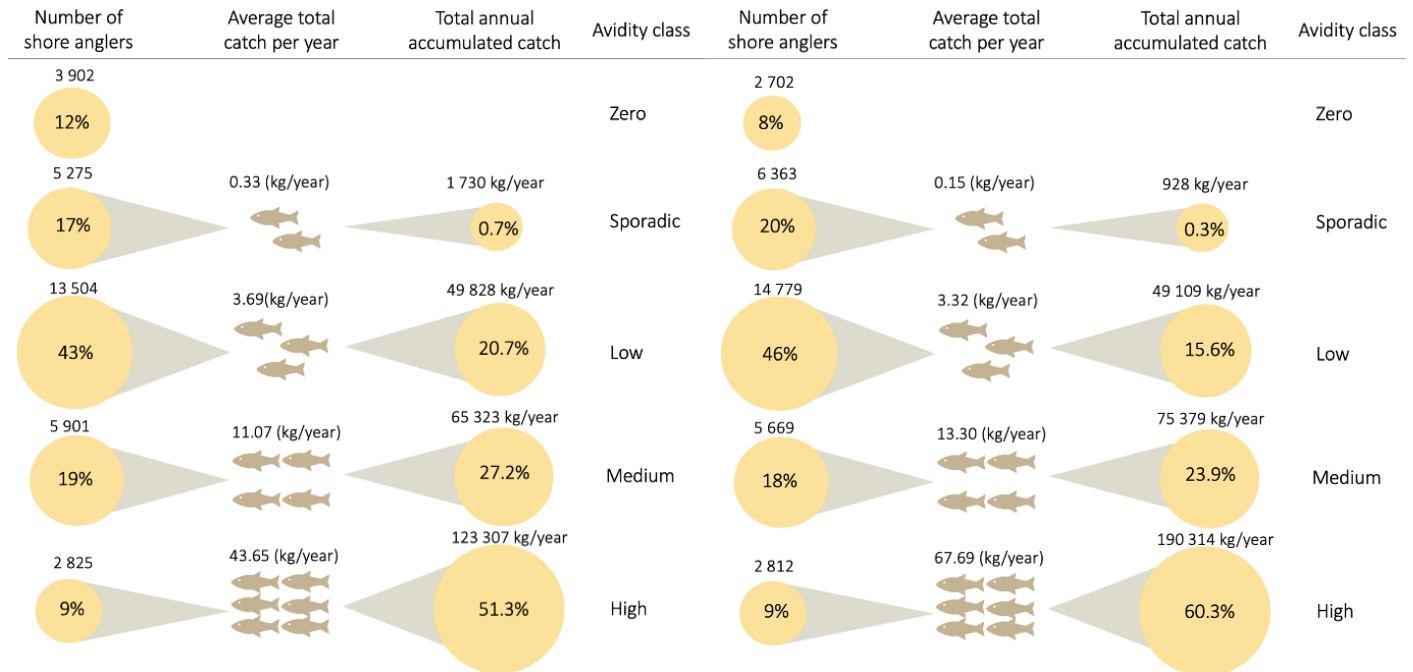 Number of
shore anglers
Average total
catch per year
Total annual
accumulated catch
Avidity class
3 902
12%
Zero
5 275
0.33 (kg/year)
1 730 kg/year
17%
0.7%
Sporadic
13 504
3.69(kg/year)
49 828 kg/year
43%
20.7%
Low
5 901
11.07 (kg/year)
65 323 kg/year
19%
27.2%
Medium
2 825
43.65 (kg/year)
123 307 kg/year
9%
51.3%
High
Number of
shore anglers
Average total
catch per year
Total annual
accumulated catch
Avidity class
2 702
8%
Zero
6 363
0.15 (kg/year)
928 kg/year
20%
0.3%
Sporadic
14 779
3.32 (kg/year)
49 109 kg/year
46%
15.6%
Low
5 669
13.30 (kg/year)
75 379 kg/year
18%
23.9%
Medium
2 812
67.69 (kg/year)
190 314 kg/year
9%
60.3%
High